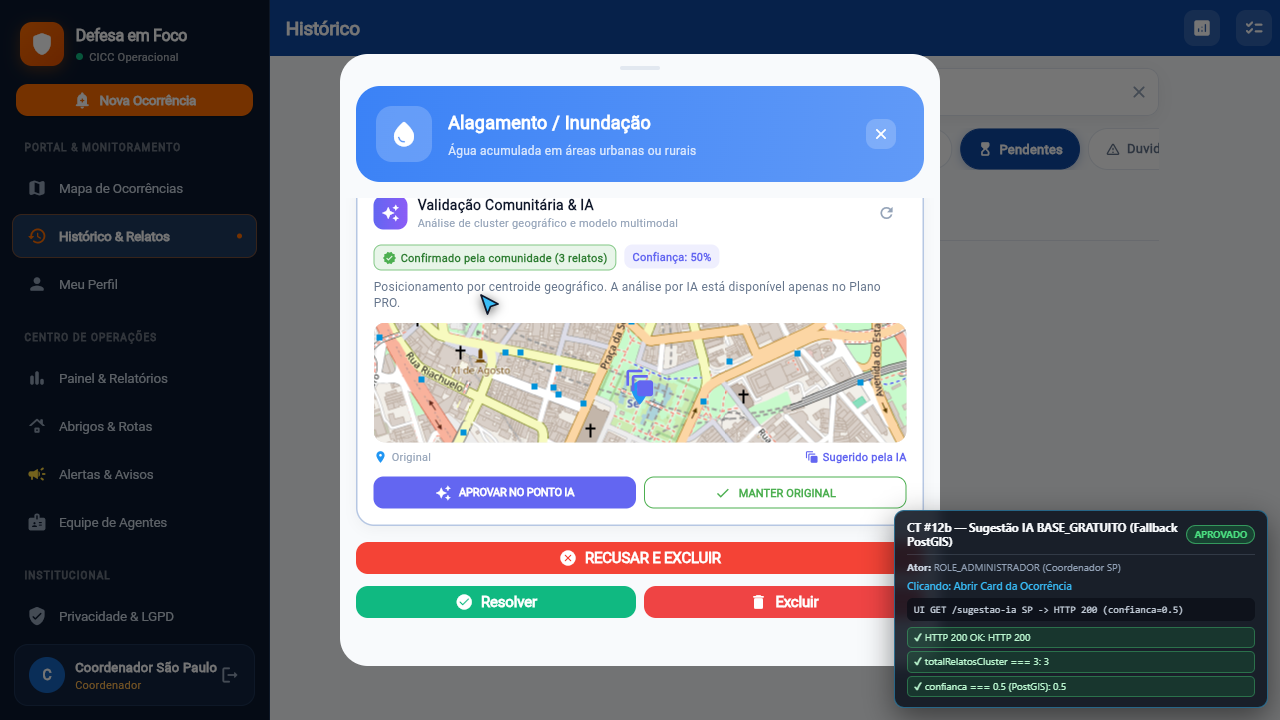 Defesa em Foco
CICC Operacional
Nova Ocorrência
PORTAL & MONITORAMENTO
Mapa de Ocorrências
Histórico & Relatos
Meu Perfil
CENTRO DE OPERAÇÕES
Painel & Relatórios
Abrigos & Rotas
Alertas & Avisos
Equipe de Agentes
INSTITUCIONAL
Privacidade & LGPD
C
Coordenador São Paulo
Coordenador
Histórico
Pendentes
Duvid
Alagamento / Inundação
Água acumulada em áreas urbanas ou rurais
Validação Comunitária & IA
Análise de cluster geográfico e modelo multimodal
Confirmado pela comunidade (3 relatos)
Confiança: 50%
Posicionamento por centroide geográfico. A análise por IA está disponível apenas no Plano
PRO.
Rua Riachuelo
XI de Agosto
Praça da S
Sé
Avenida do Esta
Rua
Original
Sugerido pela IA
APROVAR NO PONTO IA
MANTER ORIGINAL
RECUSAR E EXCLUIR
Resolver
Excluir
CT #12b — Sugestão IA BASE_GRATUITO (Fallback
PostGIS)
APROVADO
Ator: ROLE_ADMINISTRADOR (Coordenador SP)
Clicando: Abrir Card da Ocorrência
UI GET /sugestao-ia SP -> HTTP 200 (confianca=0.5)
✓ HTTP 200 OK: HTTP 200
✓ totalRelatosCluster === 3: 3
✓ confianca === 0.5 (PostGIS): 0.5